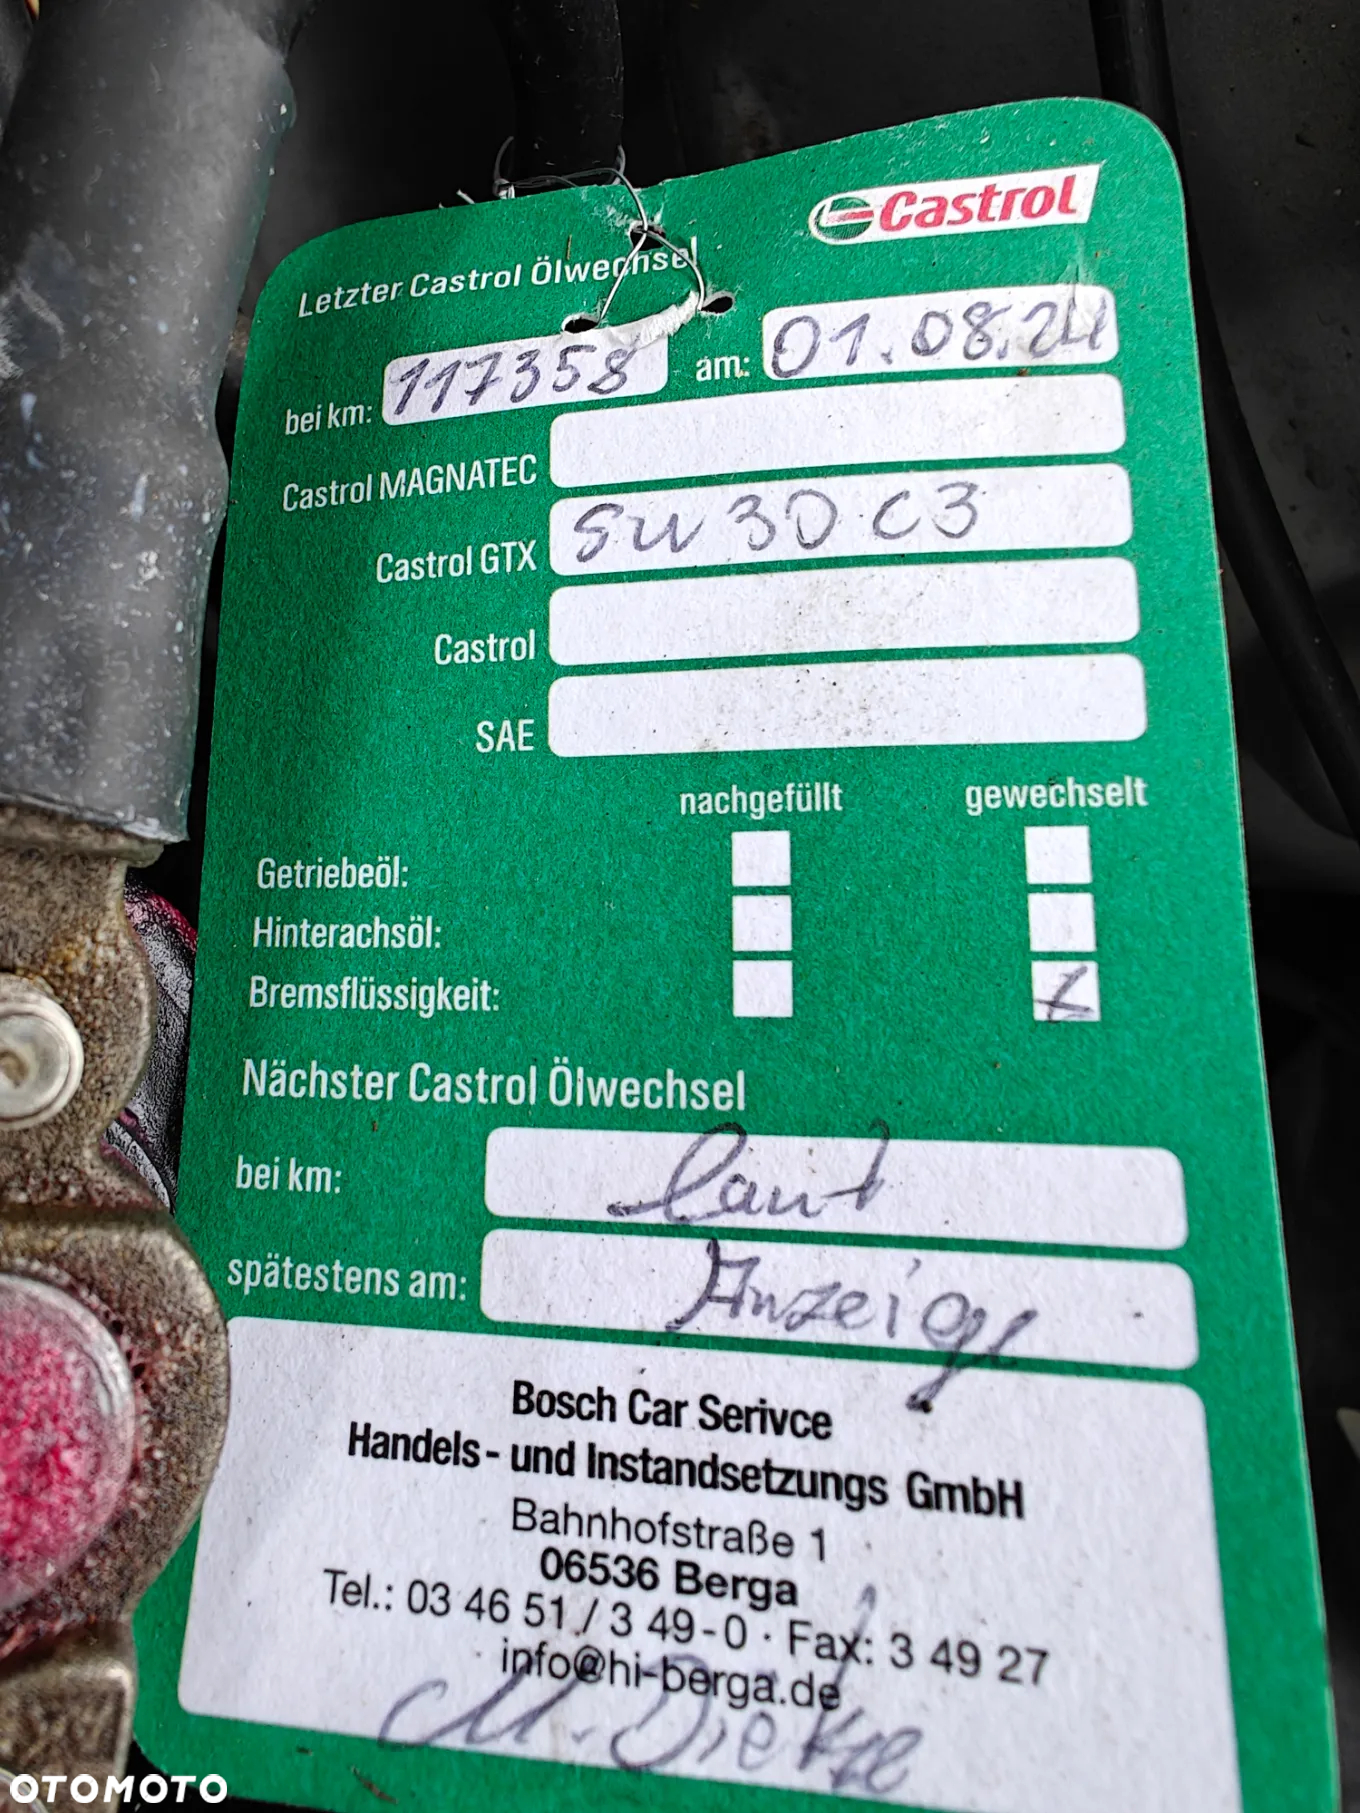 Castrol
Letzter Castrol Ölwechsel
bei km: 117358 am: 01.08.24
Castrol MAGNATEC
Castrol GTX 5W30 C3
Castrol
SAE
nachgefüllt gewechselt
Getriebeöl:
Hinterachsöl:
Bremsflüssigkeit: X
Nächster Castrol Ölwechsel
bei km: laut
spätestens am: Anzeige
Bosch Car Serivce
Handels- und Instandsetzungs GmbH
Bahnhofstraße 1
06536 Berga
Tel.: 03 46 51 / 3 49-0 · Fax: 3 49 27
info@hi-berga.de
OTOMOTO